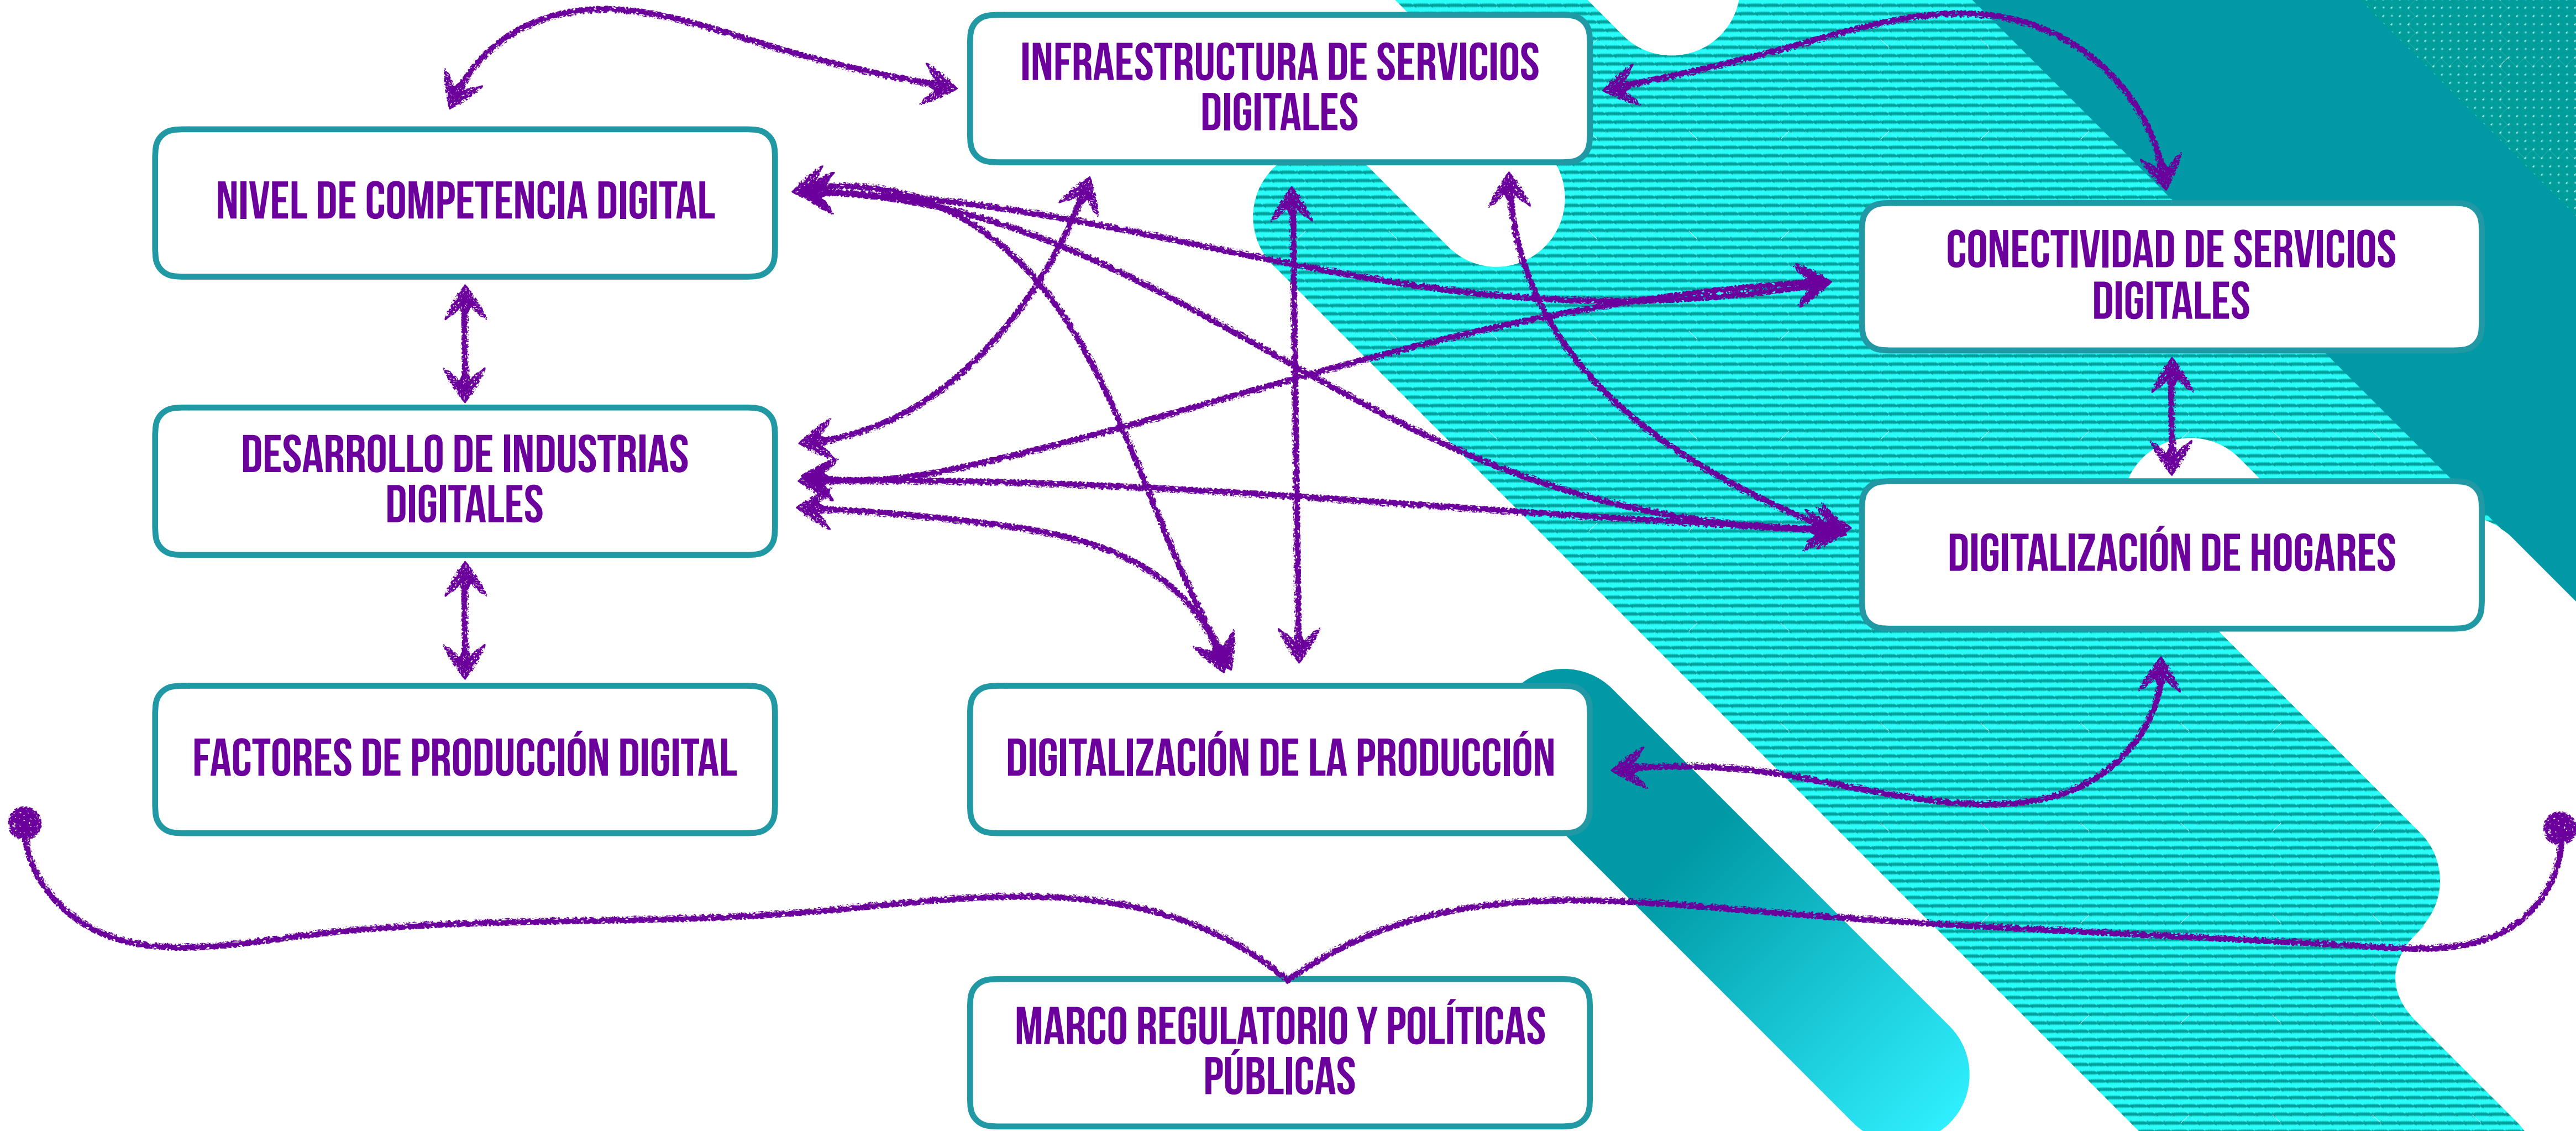 INFRAESTRUCTURA DE SERVICIOS
DIGITALES
NIVEL DE COMPETENCIA DIGITAL
CONECTIVIDAD DE SERVICIOS
DIGITALES
DESARROLLO DE INDUSTRIAS
DIGITALES
DIGITALIZACIÓN DE HOGARES
FACTORES DE PRODUCCIÓN DIGITAL
DIGITALIZACIÓN DE LA PRODUCCIÓN
MARCO REGULATORIO Y POLÍTICAS
PÚBLICAS